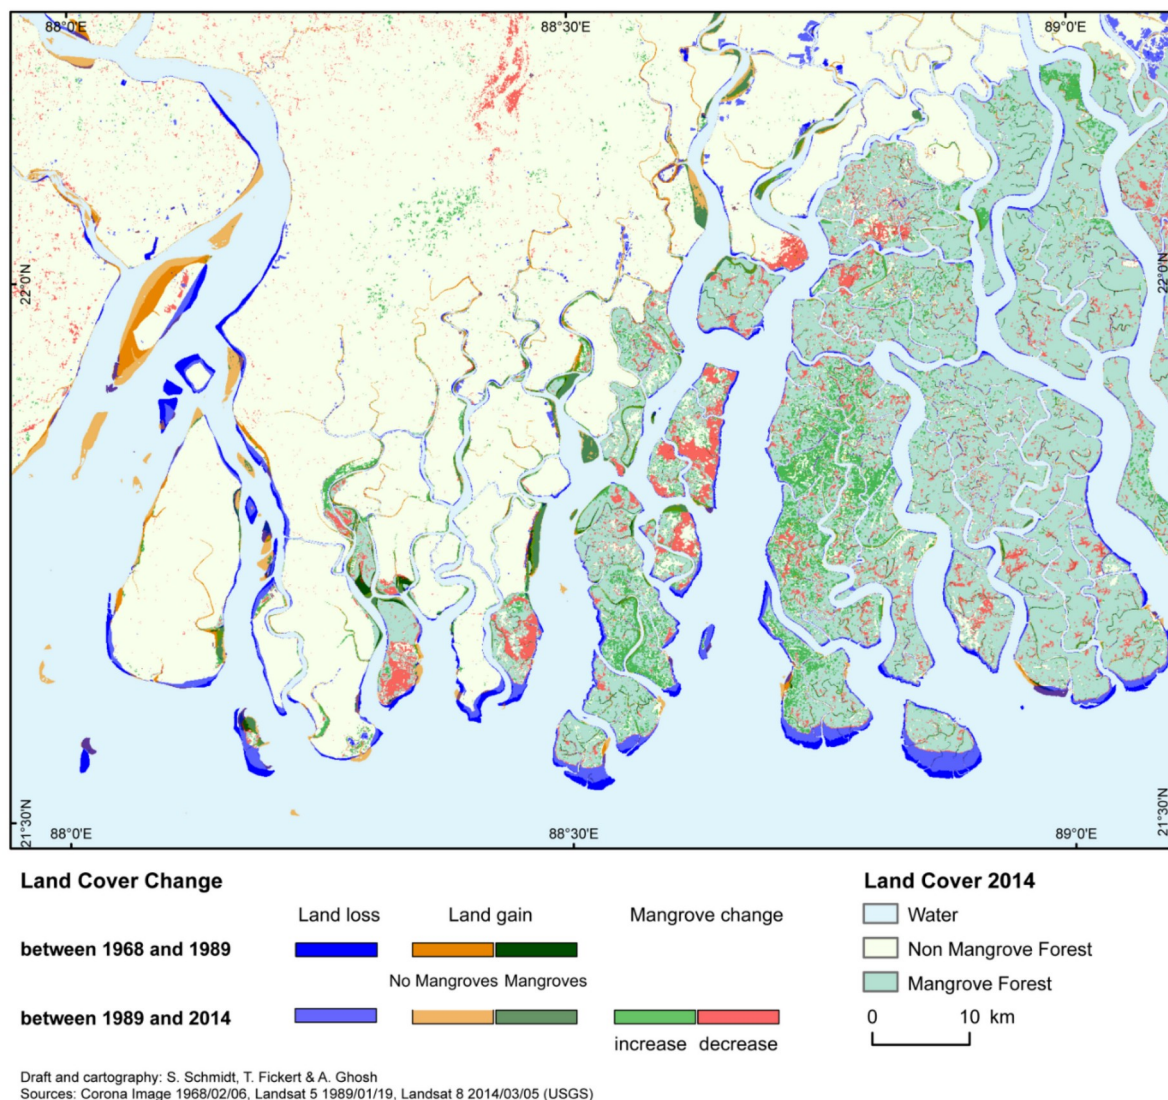 88°0'E 88°30'E 89°0'E
22°0'N 22°0'N
21°30'N 21°30'N
88°0'E 88°30'E 89°0'E
Land Cover Change Land Cover 2014
Land loss Land gain Mangrove change Water
between 1968 and 1989 Non Mangrove Forest
No Mangroves Mangroves Mangrove Forest
between 1989 and 2014 0 10 km
increase decrease
Draft and cartography: S. Schmidt, T. Fickert & A. Ghosh
Sources: Corona Image 1968/02/06, Landsat 5 1989/01/19, Landsat 8 2014/03/05 (USGS)